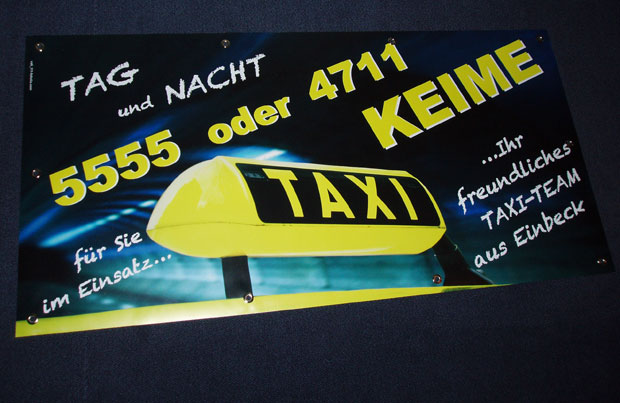 TAG
und NACHT
5555 oder 4711
KEIME
TAXI
für Sie
im Einsatz...
...Ihr
freundliches
TAXI-TEAM
aus Einbeck